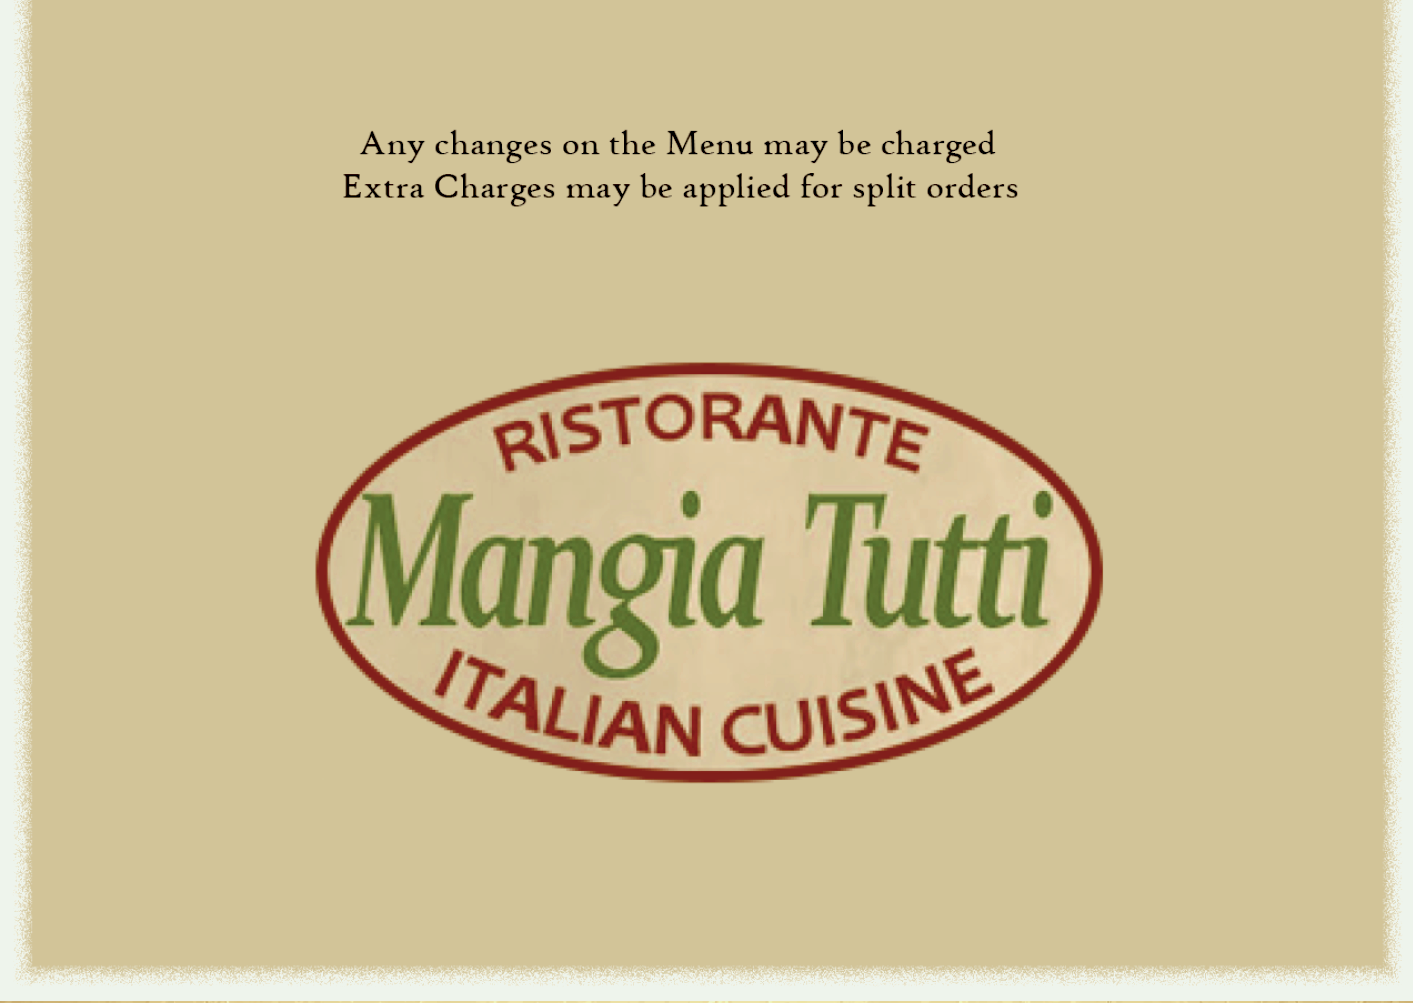 Any changes on the Menu may be charged
Extra Charges may be applied for split orders
RISTORANTE
Mangia Tutti
ITALIAN CUISINE